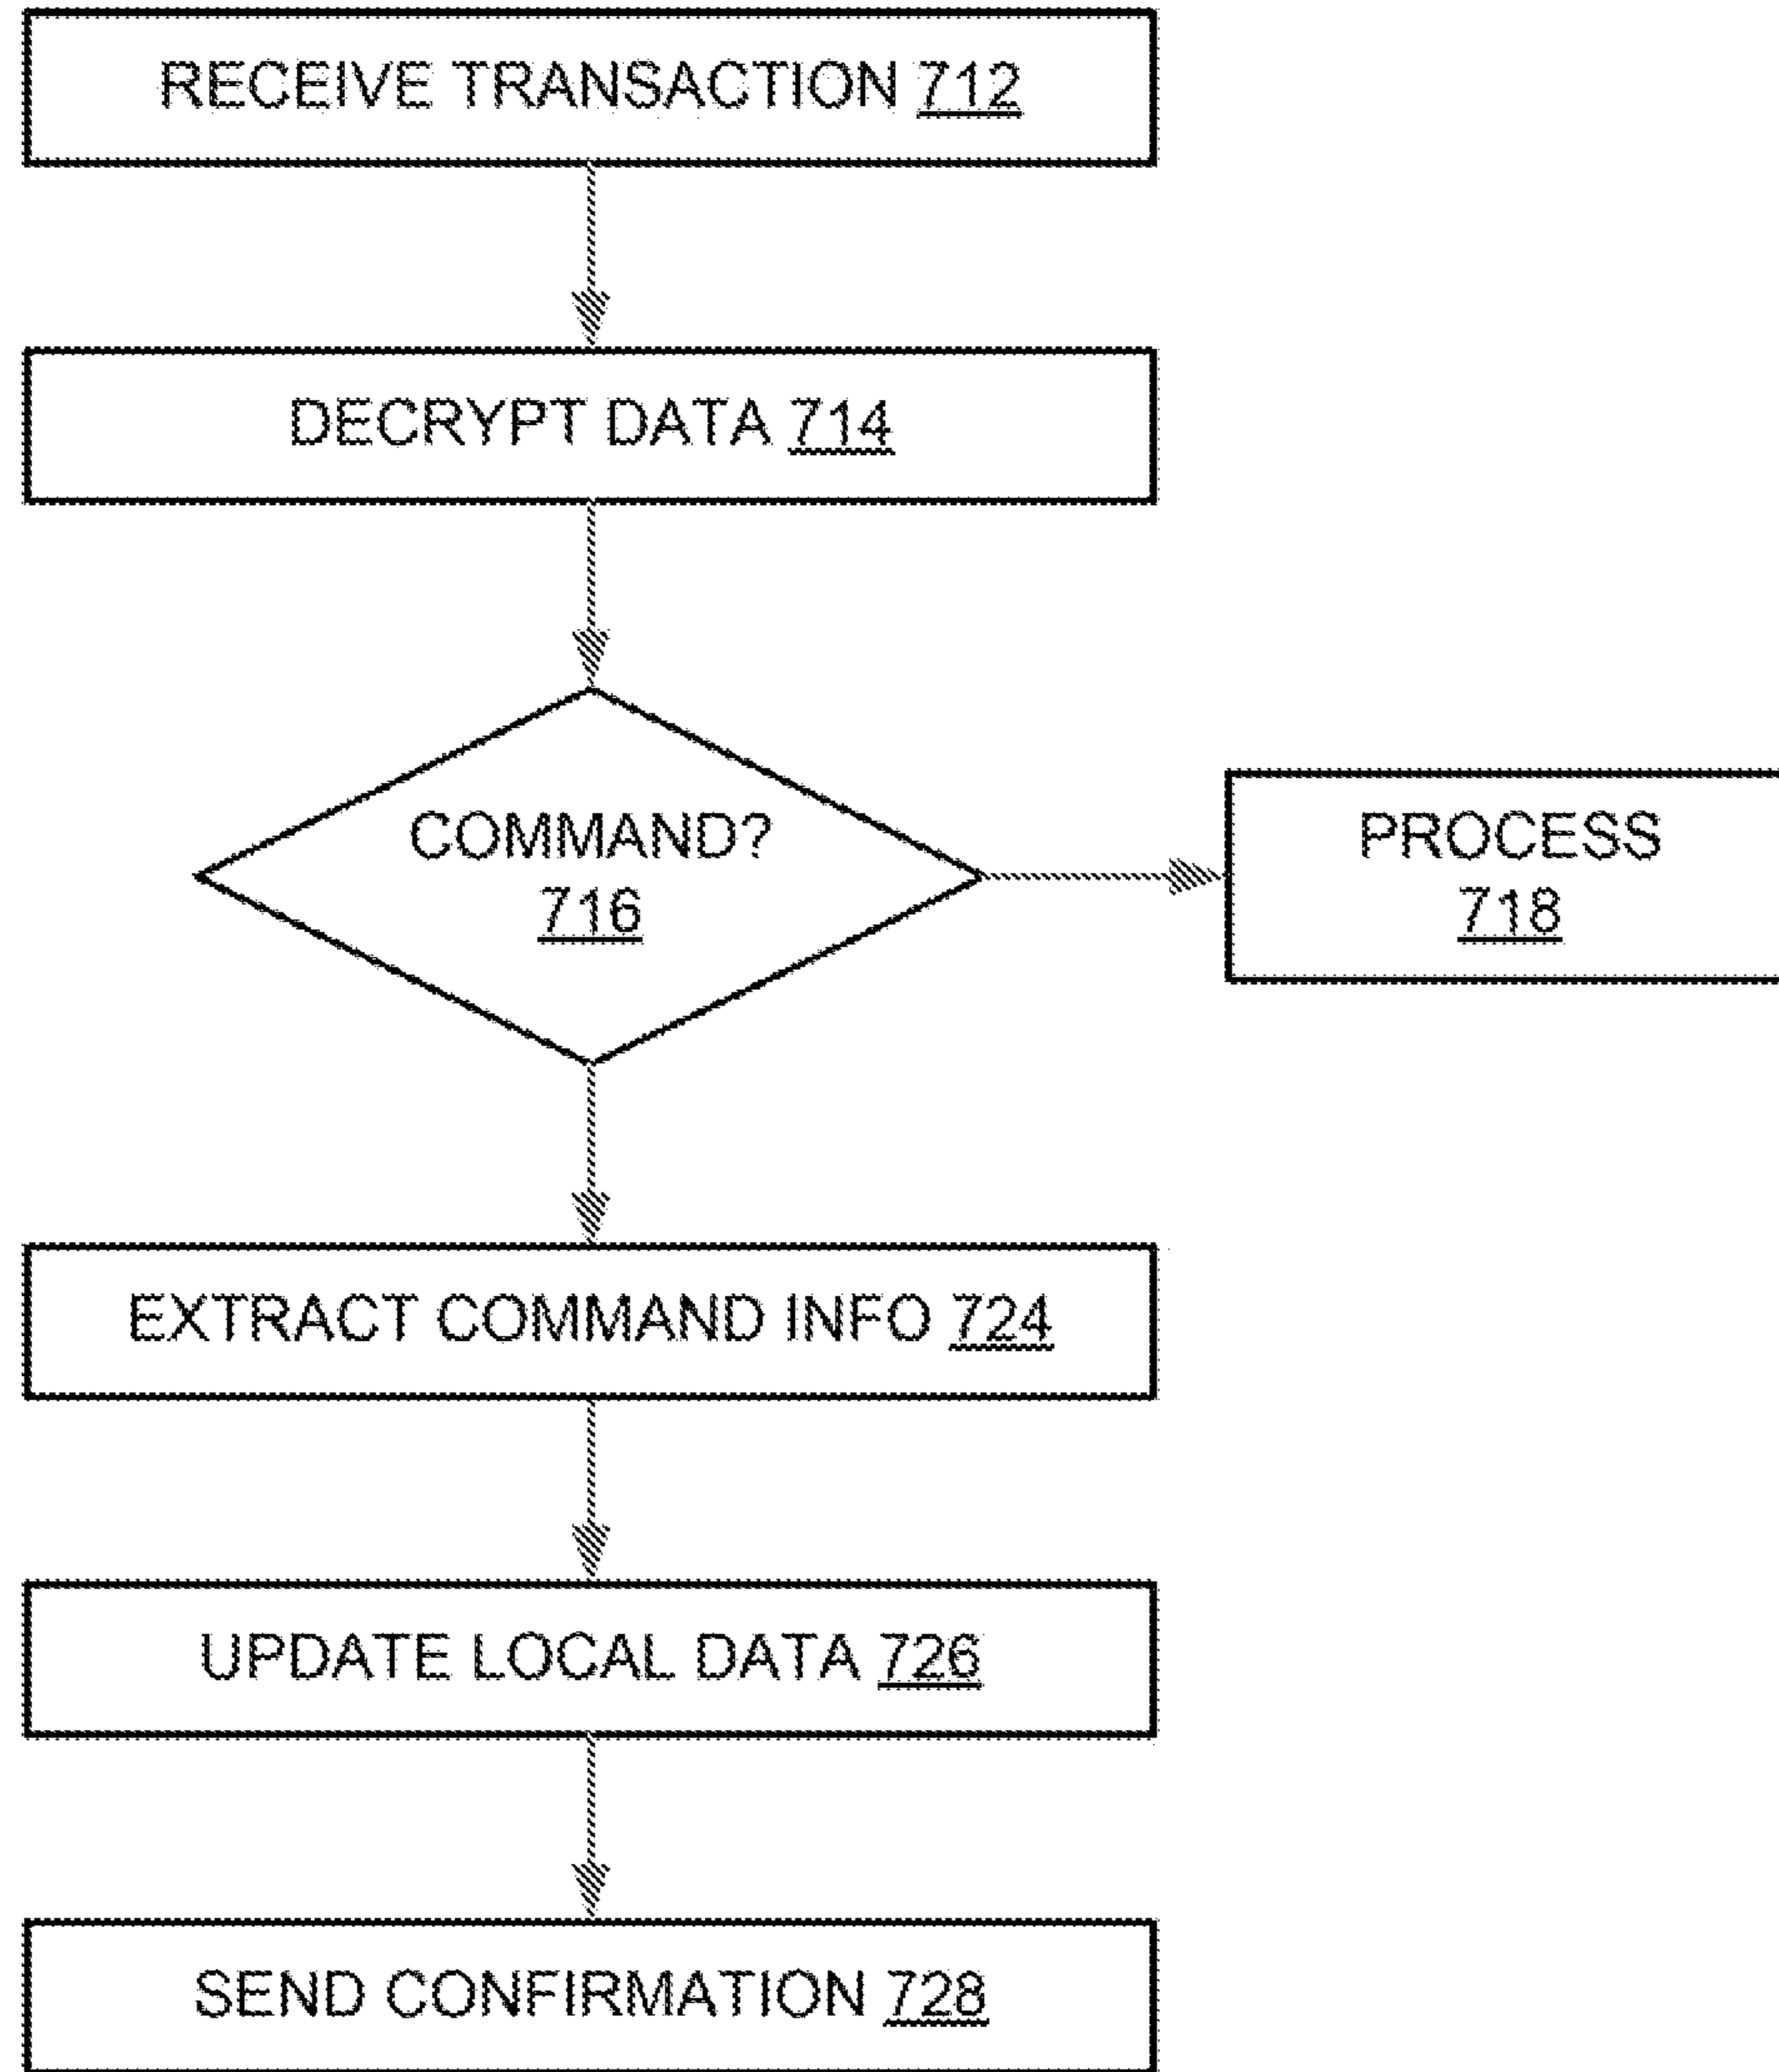 RECEIVE TRANSACTION 712
DECRYPT DATA 714
COMMAND?
716
PROCESS
718
EXTRACT COMMAND INFO 724
UPDATE LOCAL DATA 726
SEND CONFIRMATION 728